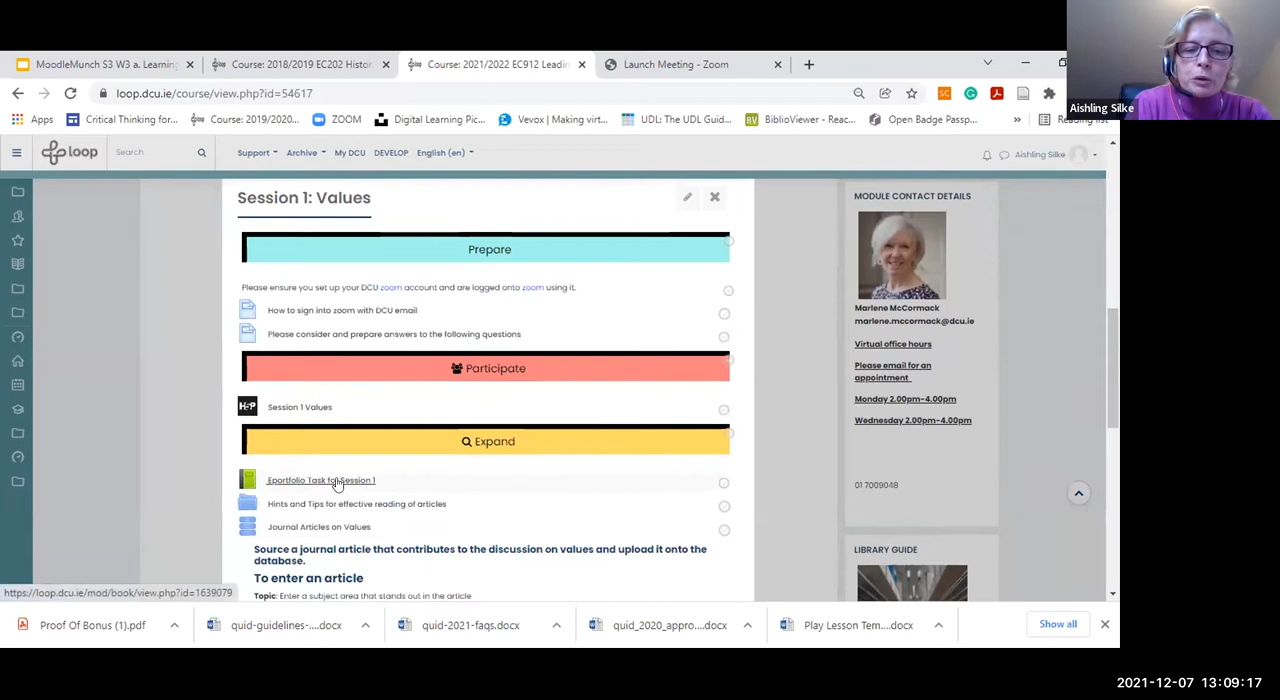 MoodleMunch S3 W3 a. Learning
Course: 2018/2019 EC202 Histor
Course: 2021/2022 EC912 Leadin
Launch Meeting - Zoom
loop.dcu.ie/course/view.php?id=54617
Aishling Silke
Apps
Critical Thinking for...
Course: 2019/2020...
ZOOM
Digital Learning Pic...
Vevox | Making virt...
UDL: The UDL Guid...
BiblioViewer - Reac...
Open Badge Passp...
»
Reading list
loop
Search
Support
Archive
My DCU
DEVELOP
English (en)
Aishling Silke
Session 1: Values
Prepare
Please ensure you set up your DCU zoom account and are logged onto zoom using it.
How to sign into zoom with DCU email
Please consider and prepare answers to the following questions
Participate
H5P
Session 1 Values
Expand
Eportfolio Task for Session 1
Hints and Tips for effective reading of articles
Journal Articles on Values
Source a journal article that contributes to the discussion on values and upload it onto the
database.
To enter an article
Topic: Enter a subject area that stands out in the article
MODULE CONTACT DETAILS
Marlene McCormack
marlene.mccormack@dcu.ie
Virtual office hours
Please email for an
appointment
Monday 2.00pm-4.00pm
Wednesday 2.00pm-4.00pm
01 7009048
LIBRARY GUIDE
https://loop.dcu.ie/mod/book/view.php?id=1639079
Proof Of Bonus (1).pdf
quid-guidelines-....docx
quid-2021-faqs.docx
quid_2020_appro....docx
Play Lesson Tem....docx
Show all
2021-12-07 13:09:17